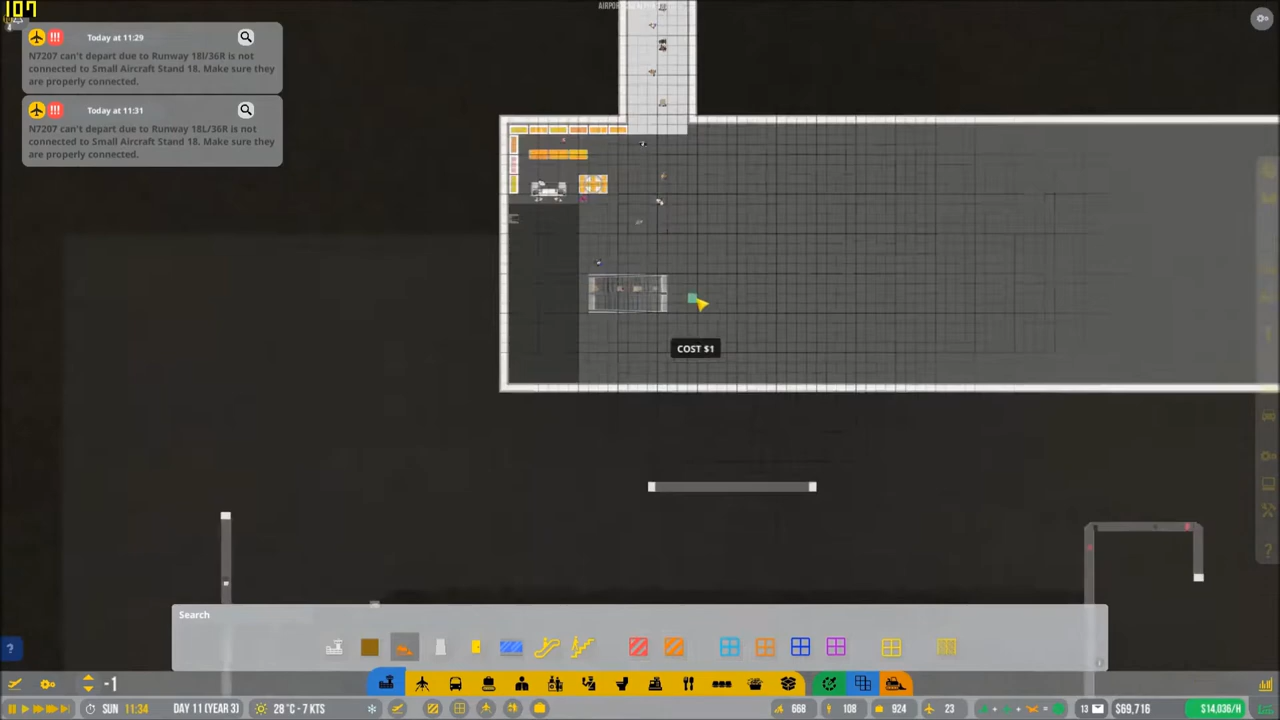 107
AIRPORT
Today at 11:29
N7207 can't depart due to Runway 18l/36R is not
connected to Small Aircraft Stand 18. Make sure they
are properly connected.
Today at 11:31
N7207 can't depart due to Runway 18L/36R is not
connected to Small Aircraft Stand 18. Make sure they
are properly connected.
COST $1
Search
?
?
-1
SUN 11:34
DAY 11 (YEAR 3)
28 °C - 7 KTS
668
108
924
23
13
$69,716
$14,036/H